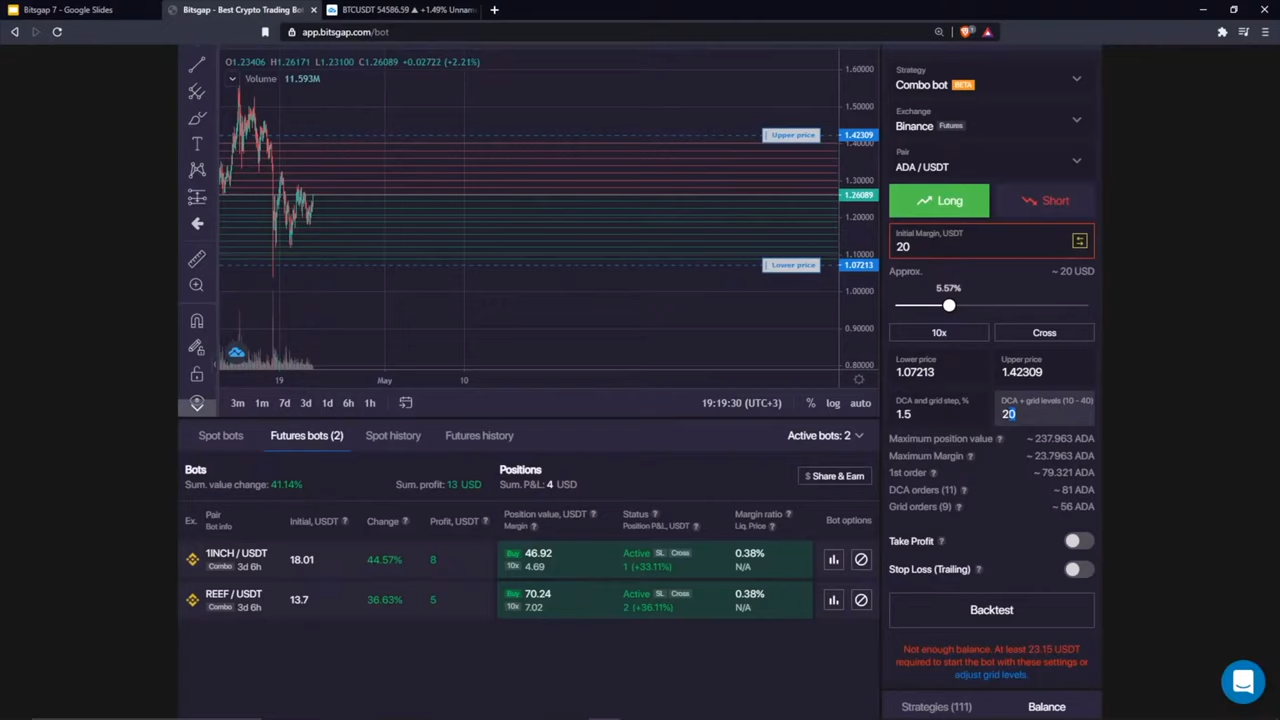 Bitsgap 7 - Google Slides
Bitsgap - Best Crypto Trading Bo
BTCUSDT 54586.59 ▲ +1.49% Unnam
app.bitsgap.com/bot
O1.23406 H1.26171 L1.23100 C1.26089 +0.02722 (+2.21%)
Volume 11.593M
1.60000
1.50000
Upper price
1.42309
1.40000
1.30000
1.26089
1.20000
1.10000
Lower price
1.07213
1.00000
0.90000
0.80000
19
May
10
3m 1m 7d 3d 1d 6h 1h
19:19:30 (UTC+3)
% log auto
Spot bots
Futures bots (2)
Spot history
Futures history
Active bots: 2
Bots
Sum. value change: 41.14%
Sum. profit: 13 USD
Positions
Sum. P&L: 4 USD
$ Share & Earn
Ex.
Pair
Bot info
Initial, USDT ?
Change ?
Profit, USDT ?
Position value, USDT ?
Margin ?
Status ?
Position P&L, USDT ?
Margin ratio ?
Liq. Price ?
Bot options
1INCH / USDT
Combo 3d 6h
18.01
44.57%
8
Buy 46.92
10x 4.69
Active SL Cross
1 (+33.11%)
0.38%
N/A
REEF / USDT
Combo 3d 6h
13.7
36.63%
5
Buy 70.24
10x 7.02
Active SL Cross
2 (+36.11%)
0.38%
N/A
Strategy
Combo bot BETA
Exchange
Binance Futures
Pair
ADA / USDT
Long
Short
Initial Margin, USDT
20
Approx.
~ 20 USD
5.57%
10x
Cross
Lower price
1.07213
Upper price
1.42309
DCA and grid step, %
1.5
DCA + grid levels (10 - 40)
20
Maximum position value ? ~ 237.963 ADA
Maximum Margin ? ~ 23.7963 ADA
1st order ? ~ 79.321 ADA
DCA orders (11) ? ~ 81 ADA
Grid orders (9) ? ~ 56 ADA
Take Profit ?
Stop Loss (Trailing) ?
Backtest
Not enough balance. At least 23.15 USDT
required to start the bot with these settings or
adjust grid levels.
Strategies (111)
Balance